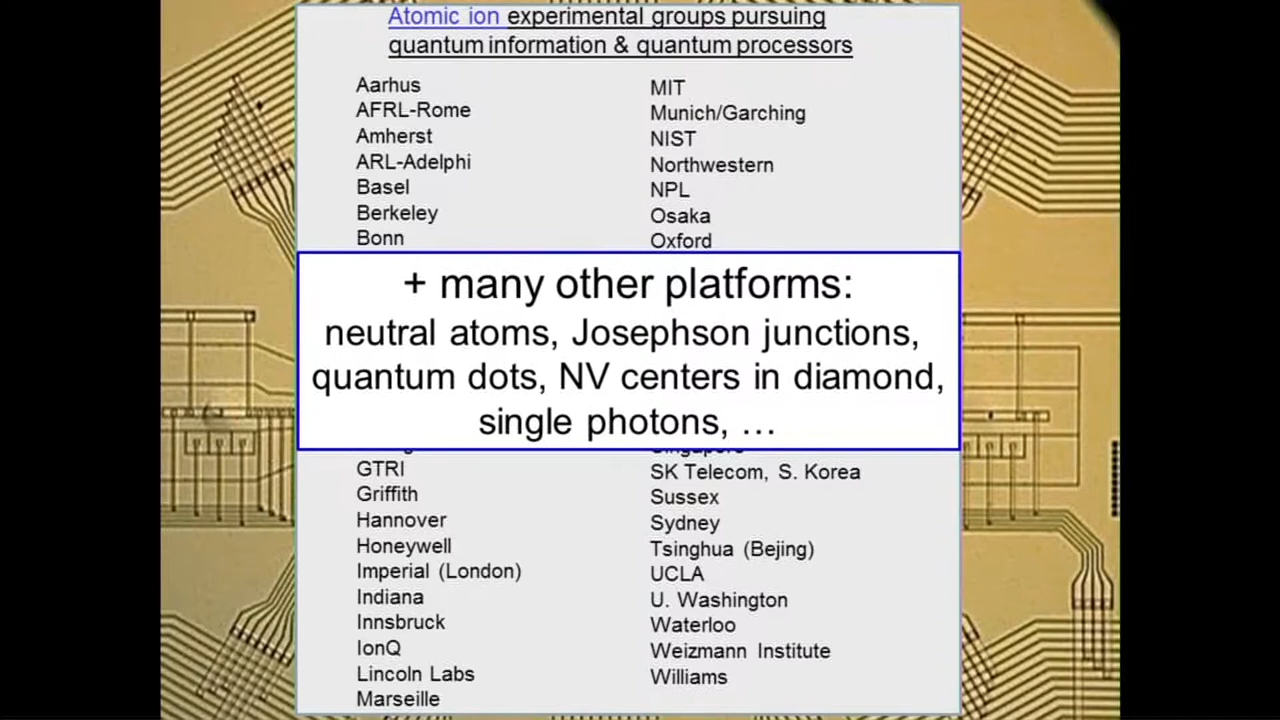 Atomic ion experimental groups pursuing
quantum information & quantum processors
Aarhus
AFRL-Rome
Amherst
ARL-Adelphi
Basel
Berkeley
Bonn
MIT
Munich/Garching
NIST
Northwestern
NPL
Osaka
Oxford
+ many other platforms:
neutral atoms, Josephson junctions,
quantum dots, NV centers in diamond,
single photons, …
GTRI
Griffith
Hannover
Honeywell
Imperial (London)
Indiana
Innsbruck
IonQ
Lincoln Labs
Marseille
Singapore
SK Telecom, S. Korea
Sussex
Sydney
Tsinghua (Bejing)
UCLA
U. Washington
Waterloo
Weizmann Institute
Williams